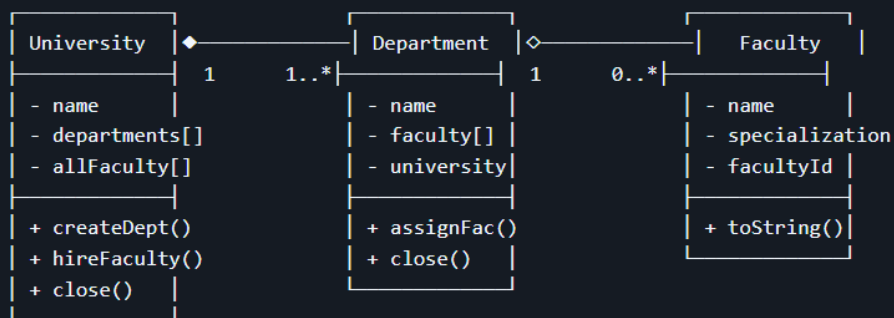 University Department Faculty
1 1..* 1 0..*
- name - name - name
- departments[] - faculty[] - specialization
- allFaculty[] - university - facultyId
+ createDept() + assignFac() + toString()
+ hireFaculty() + close()
+ close()